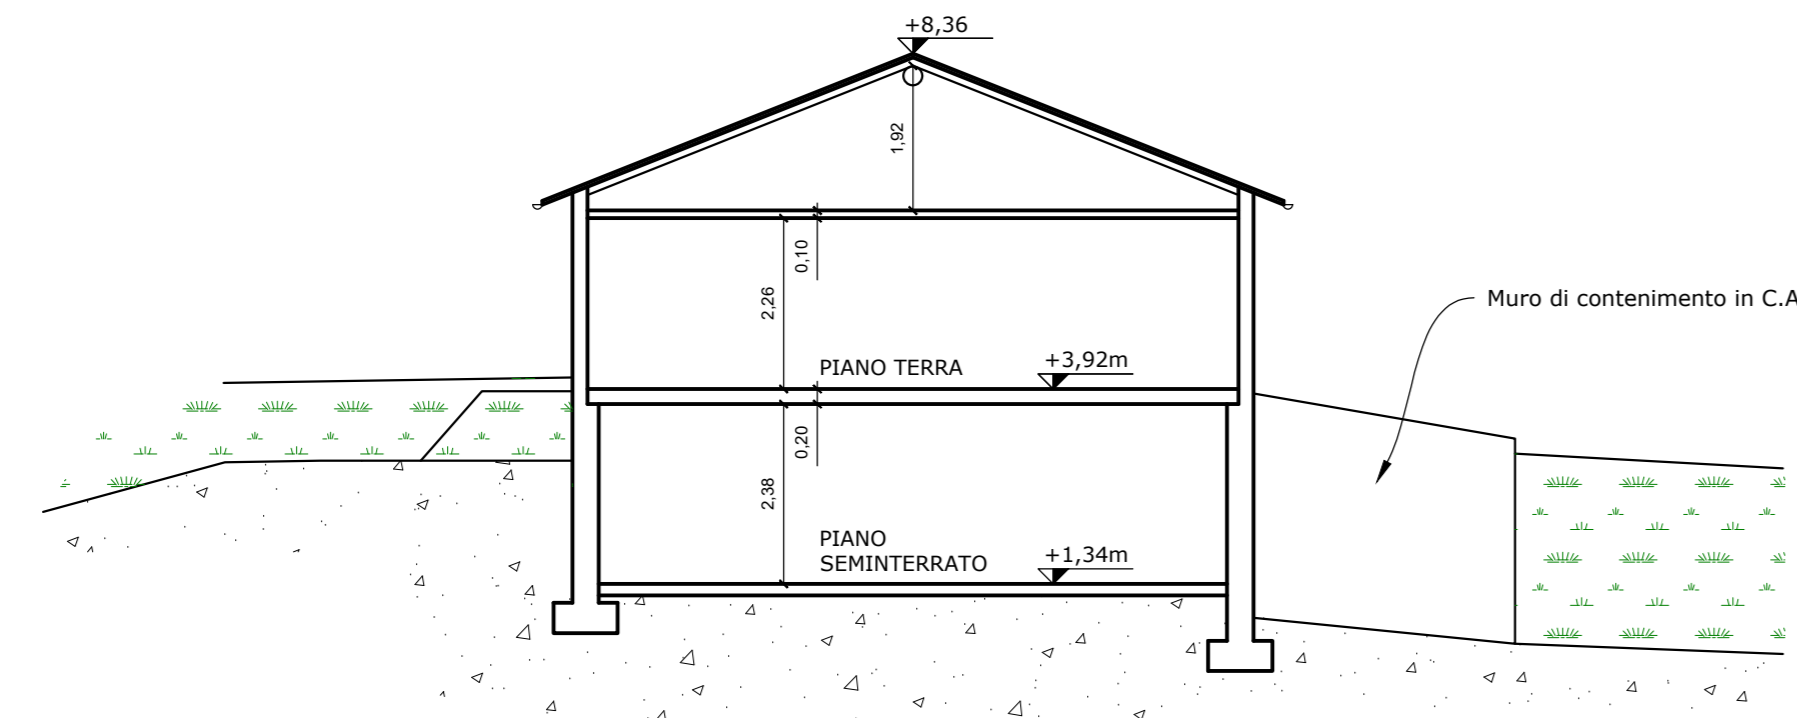 +8,36
1,92
0,10
2,26
Muro di contenimento in C.A
PIANO TERRA
+3,92m
0,20
2,38
PIANO
SEMINTERRATO
+1,34m